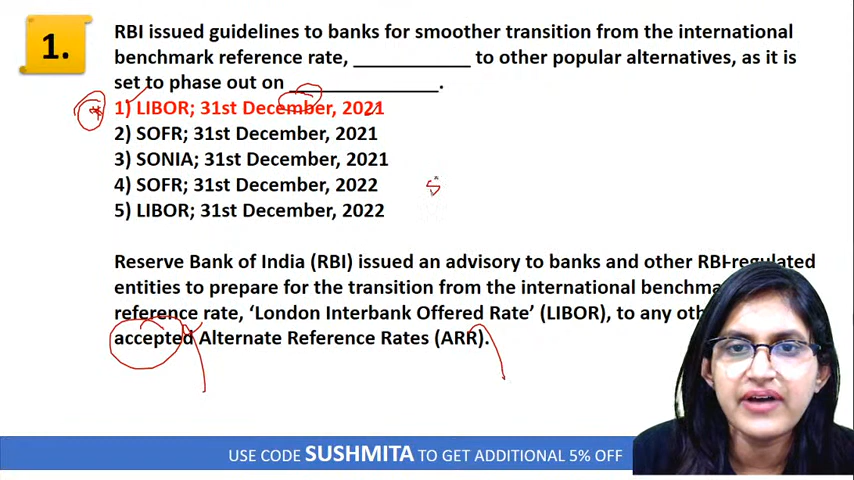 1.
RBI issued guidelines to banks for smoother transition from the international
benchmark reference rate, ____________ to other popular alternatives, as it is
set to phase out on ________________.
1) LIBOR; 31st December, 2021
2) SOFR; 31st December, 2021
3) SONIA; 31st December, 2021
4) SOFR; 31st December, 2022
5) LIBOR; 31st December, 2022
S
Reserve Bank of India (RBI) issued an advisory to banks and other RBI-regulated
entities to prepare for the transition from the international
reference rate, ‘London Interbank Offered Rate’ (LIBOR), to any
accepted Alternate Reference Rates (ARR).
USE CODE SUSHMITA TO GET ADDITIONAL 5% OFF